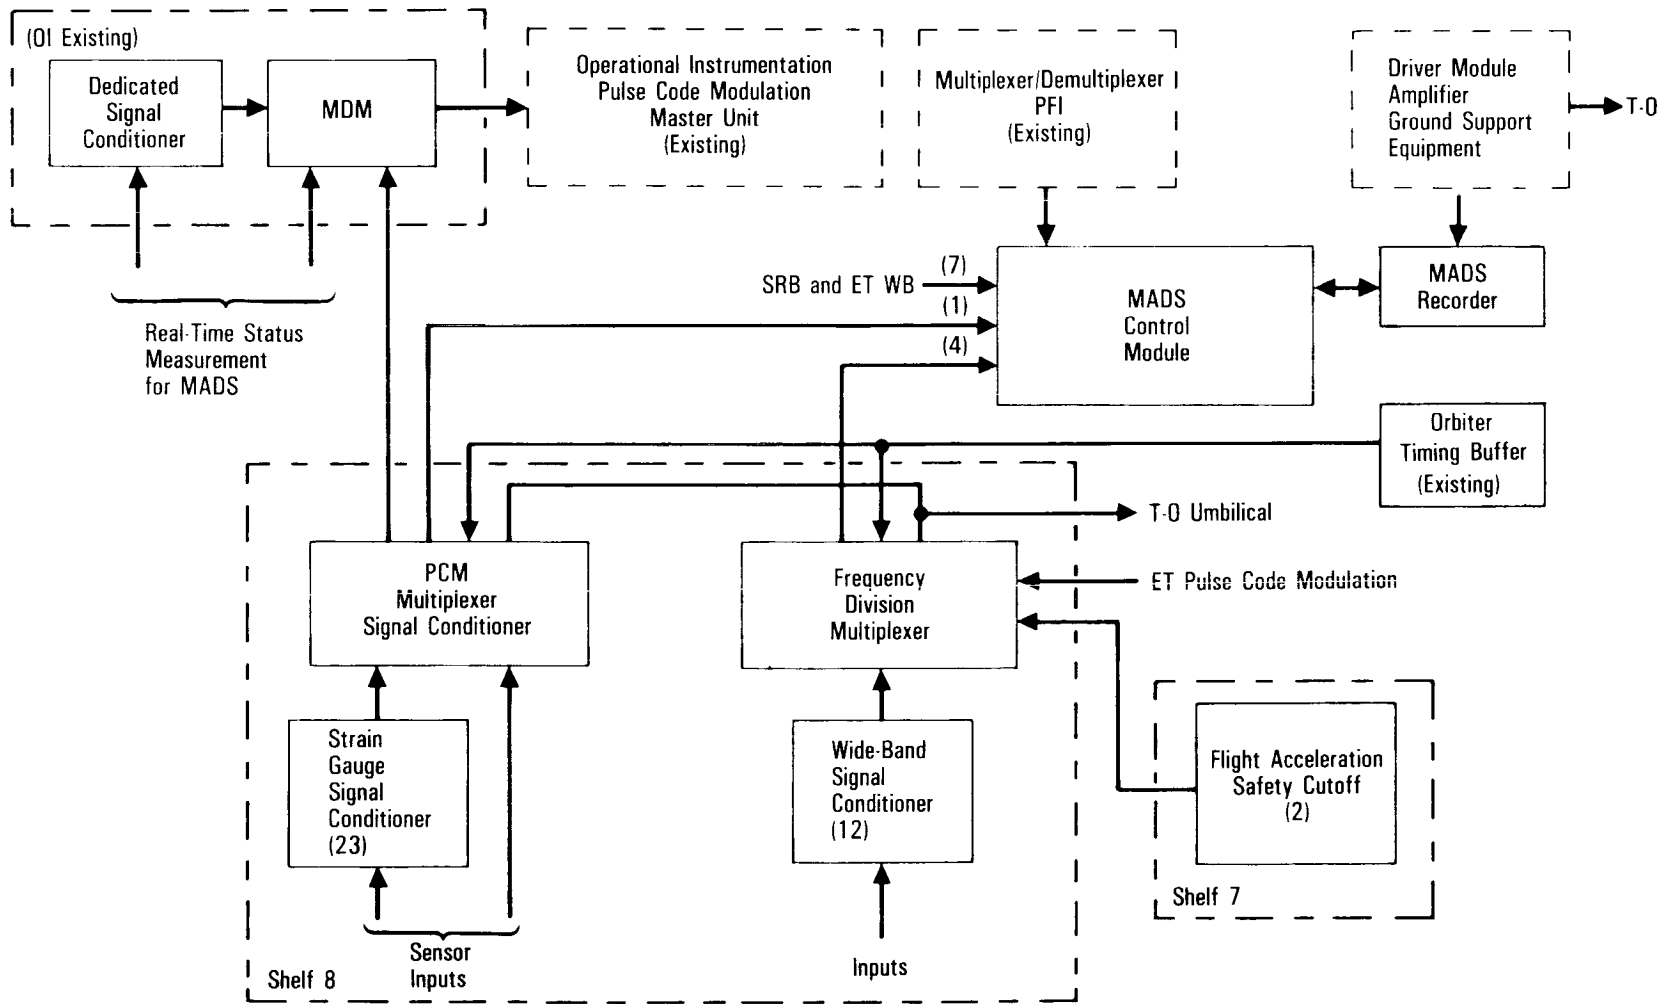 (OI Existing)
Dedicated
Signal
Conditioner
MDM
Operational Instrumentation
Pulse Code Modulation
Master Unit
(Existing)
Multiplexer/Demultiplexer
PFI
(Existing)
Driver Module
Amplifier
Ground Support
Equipment
T-0
Real-Time Status
Measurement
for MADS
SRB and ET WB
(7)
(1)
(4)
MADS
Control
Module
MADS
Recorder
Orbiter
Timing Buffer
(Existing)
T-0 Umbilical
PCM
Multiplexer
Signal Conditioner
Frequency
Division
Multiplexer
ET Pulse Code Modulation
Strain
Gauge
Signal
Conditioner
(23)
Wide-Band
Signal
Conditioner
(12)
Flight Acceleration
Safety Cutoff
(2)
Shelf 7
Sensor
Inputs
Inputs
Shelf 8